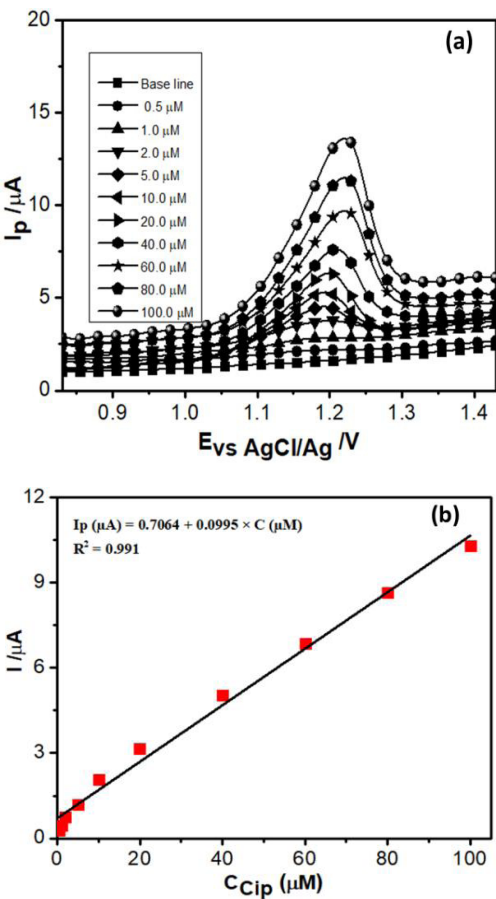 (a)
20
15
10
5
0
Ip /µA
Base line
0.5 µM
1.0 µM
2.0 µM
5.0 µM
10.0 µM
20.0 µM
40.0 µM
60.0 µM
80.0 µM
100.0 µM
0.9 1.0 1.1 1.2 1.3 1.4
EVS AgCl/Ag /V
(b)
12
9
6
3
0
I /µA
Ip (µA) = 0.7064 + 0.0995 × C (µM)
R² = 0.991
0 20 40 60 80 100
CCip (µM)